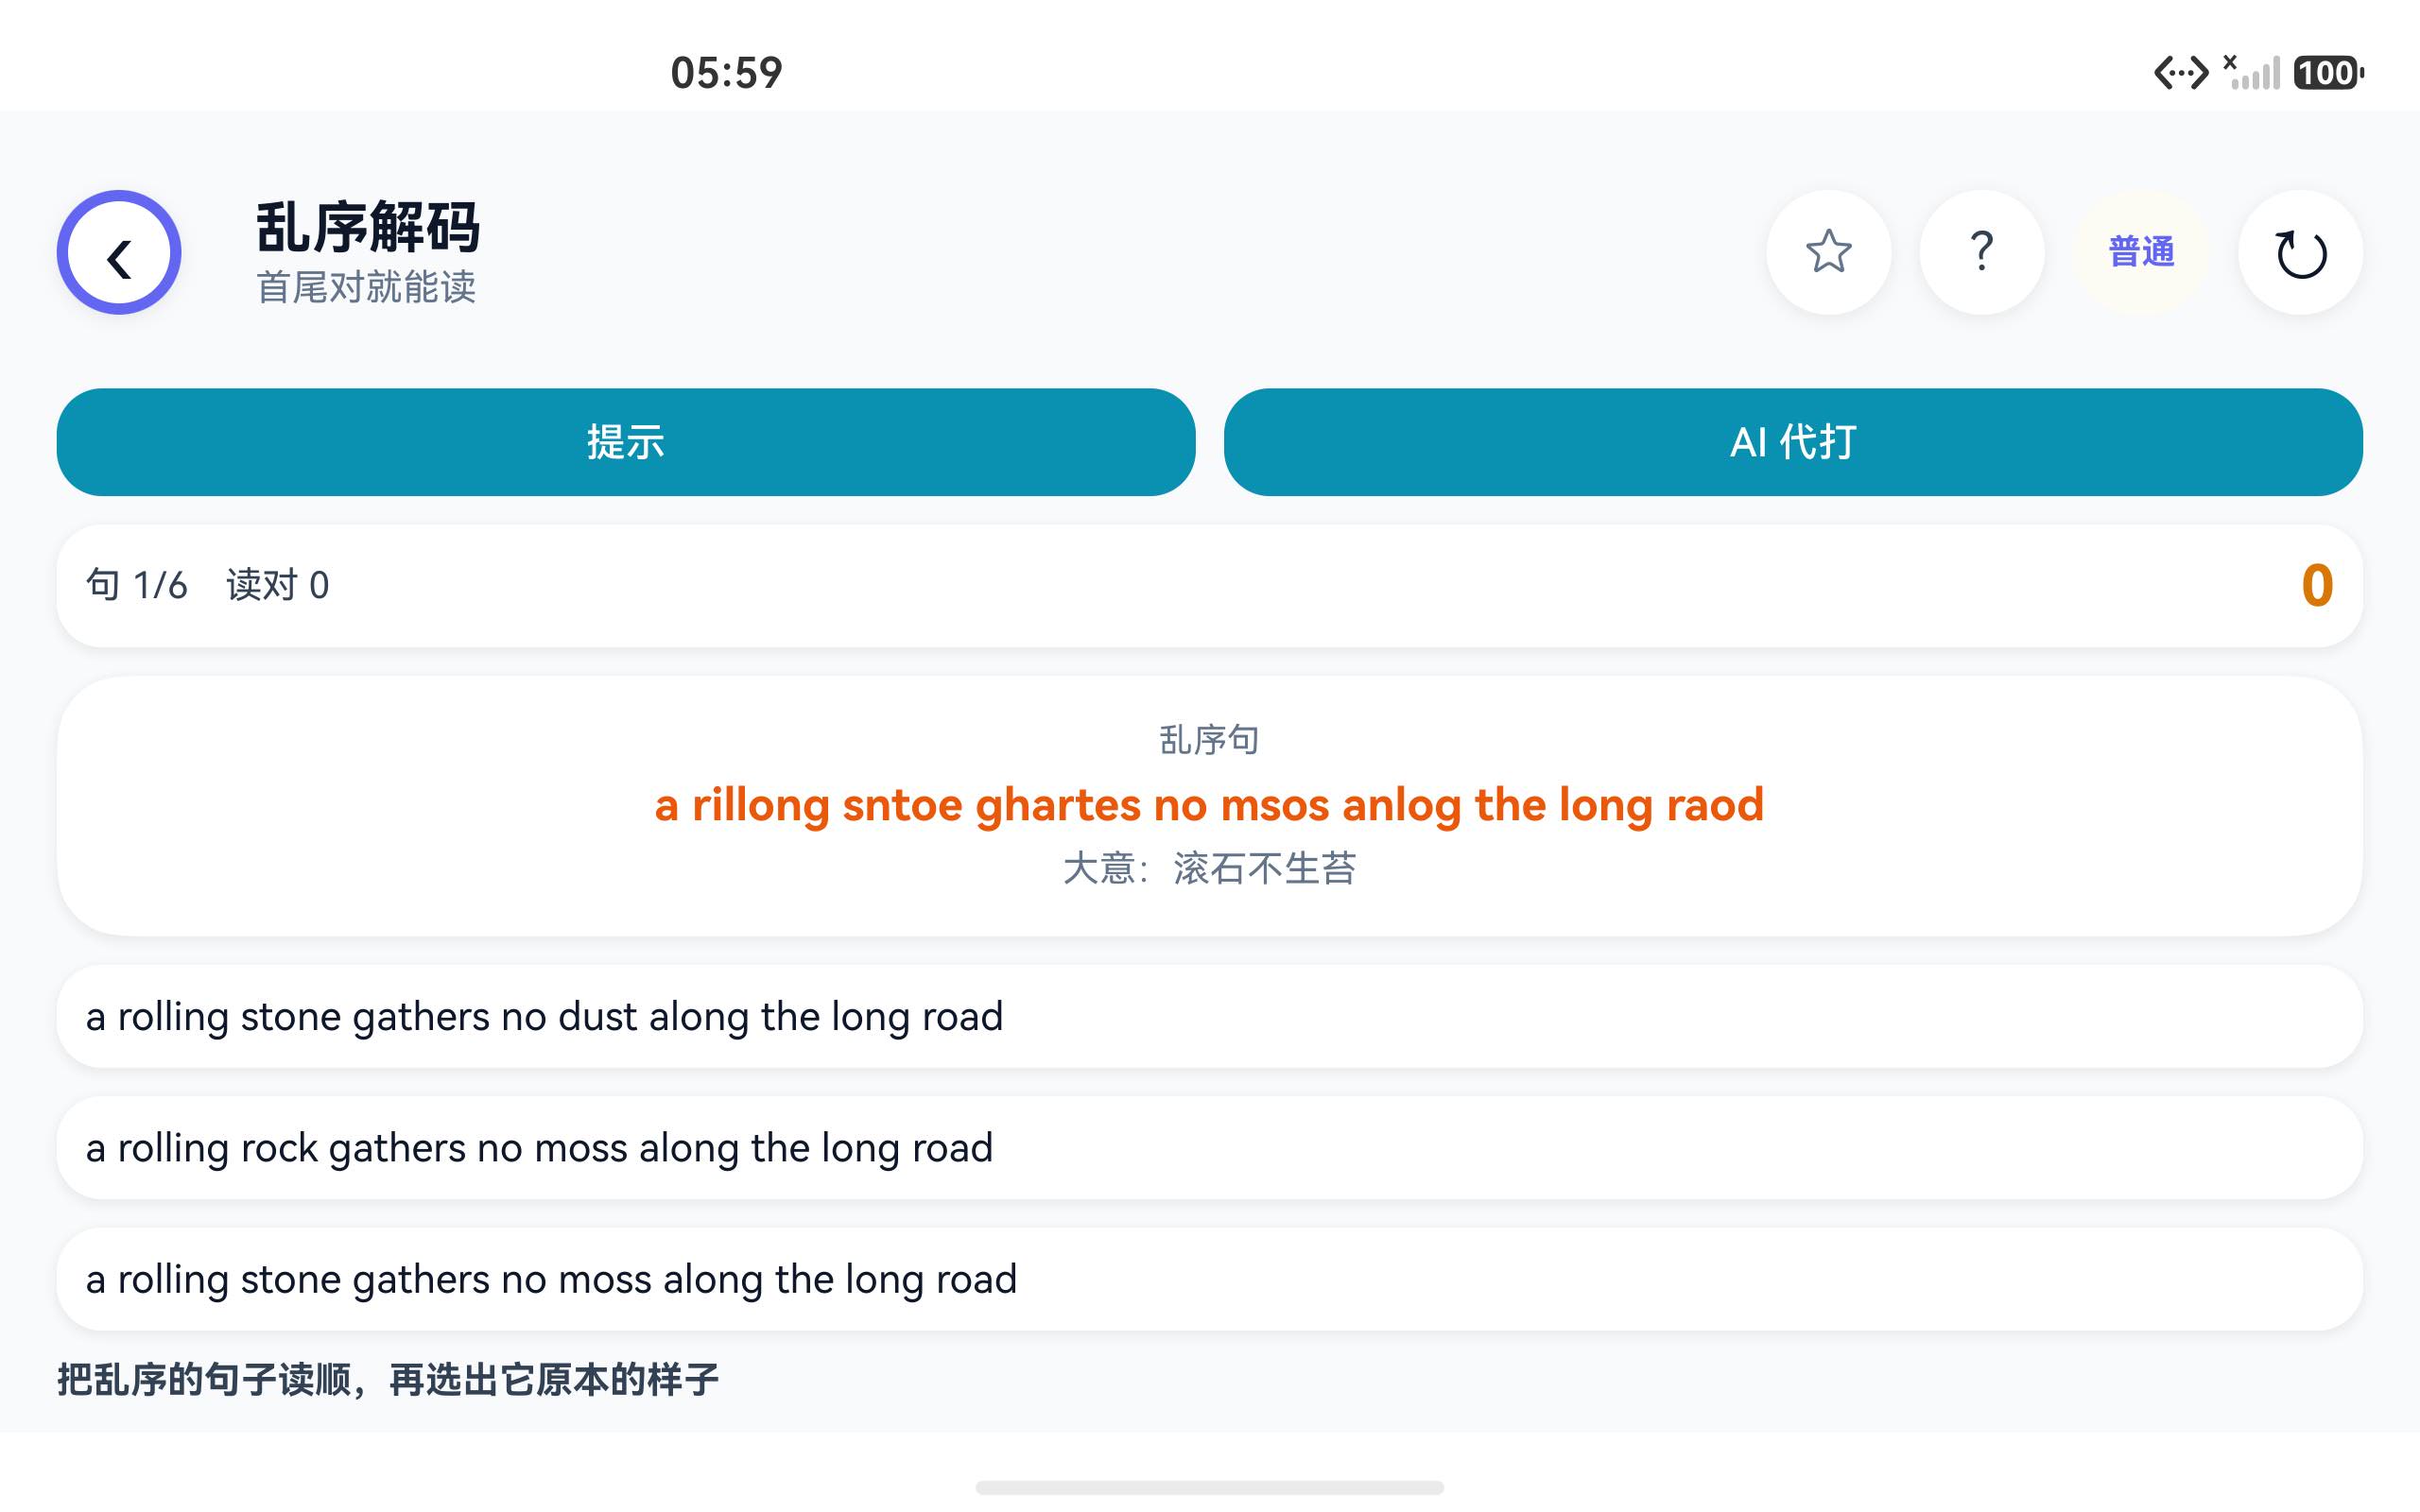 05:59
100
乱序解码
首尾对就能读
?
普通
提示
AI 代打
句 1/6 读对 0
0
乱序句
a rillong sntoe ghartes no msos anlog the long raod
大意：滚石不生苔
a rolling stone gathers no dust along the long road
a rolling rock gathers no moss along the long road
a rolling stone gathers no moss along the long road
把乱序的句子读顺，再选出它原本的样子